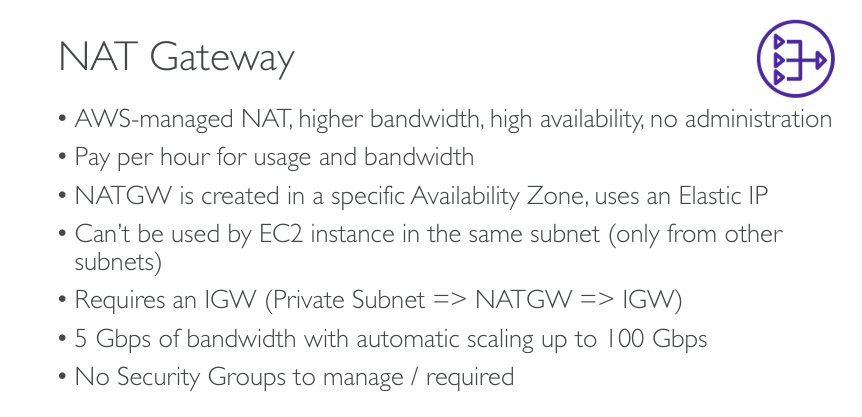 NAT Gateway
• AWS-managed NAT, higher bandwidth, high availability, no administration
• Pay per hour for usage and bandwidth
• NATGW is created in a specific Availability Zone, uses an Elastic IP
• Can’t be used by EC2 instance in the same subnet (only from other
subnets)
• Requires an IGW (Private Subnet => NATGW => IGW)
• 5 Gbps of bandwidth with automatic scaling up to 100 Gbps
• No Security Groups to manage / required